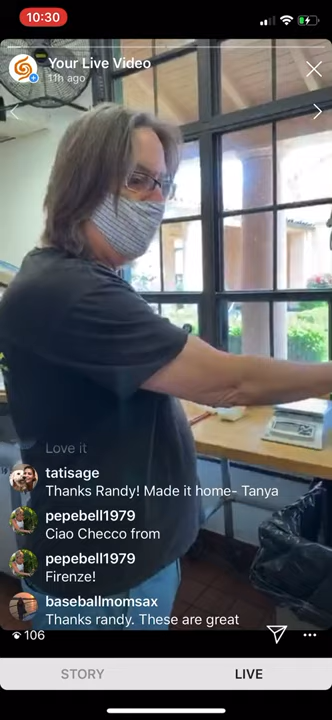 10:30
Your Live Video
11h ago
Love it
tatisage
Thanks Randy! Made it home- Tanya
pepebell1979
Ciao Checco from
pepebell1979
Firenze!
baseballmomsax
Thanks randy. These are great
106
STORY
LIVE